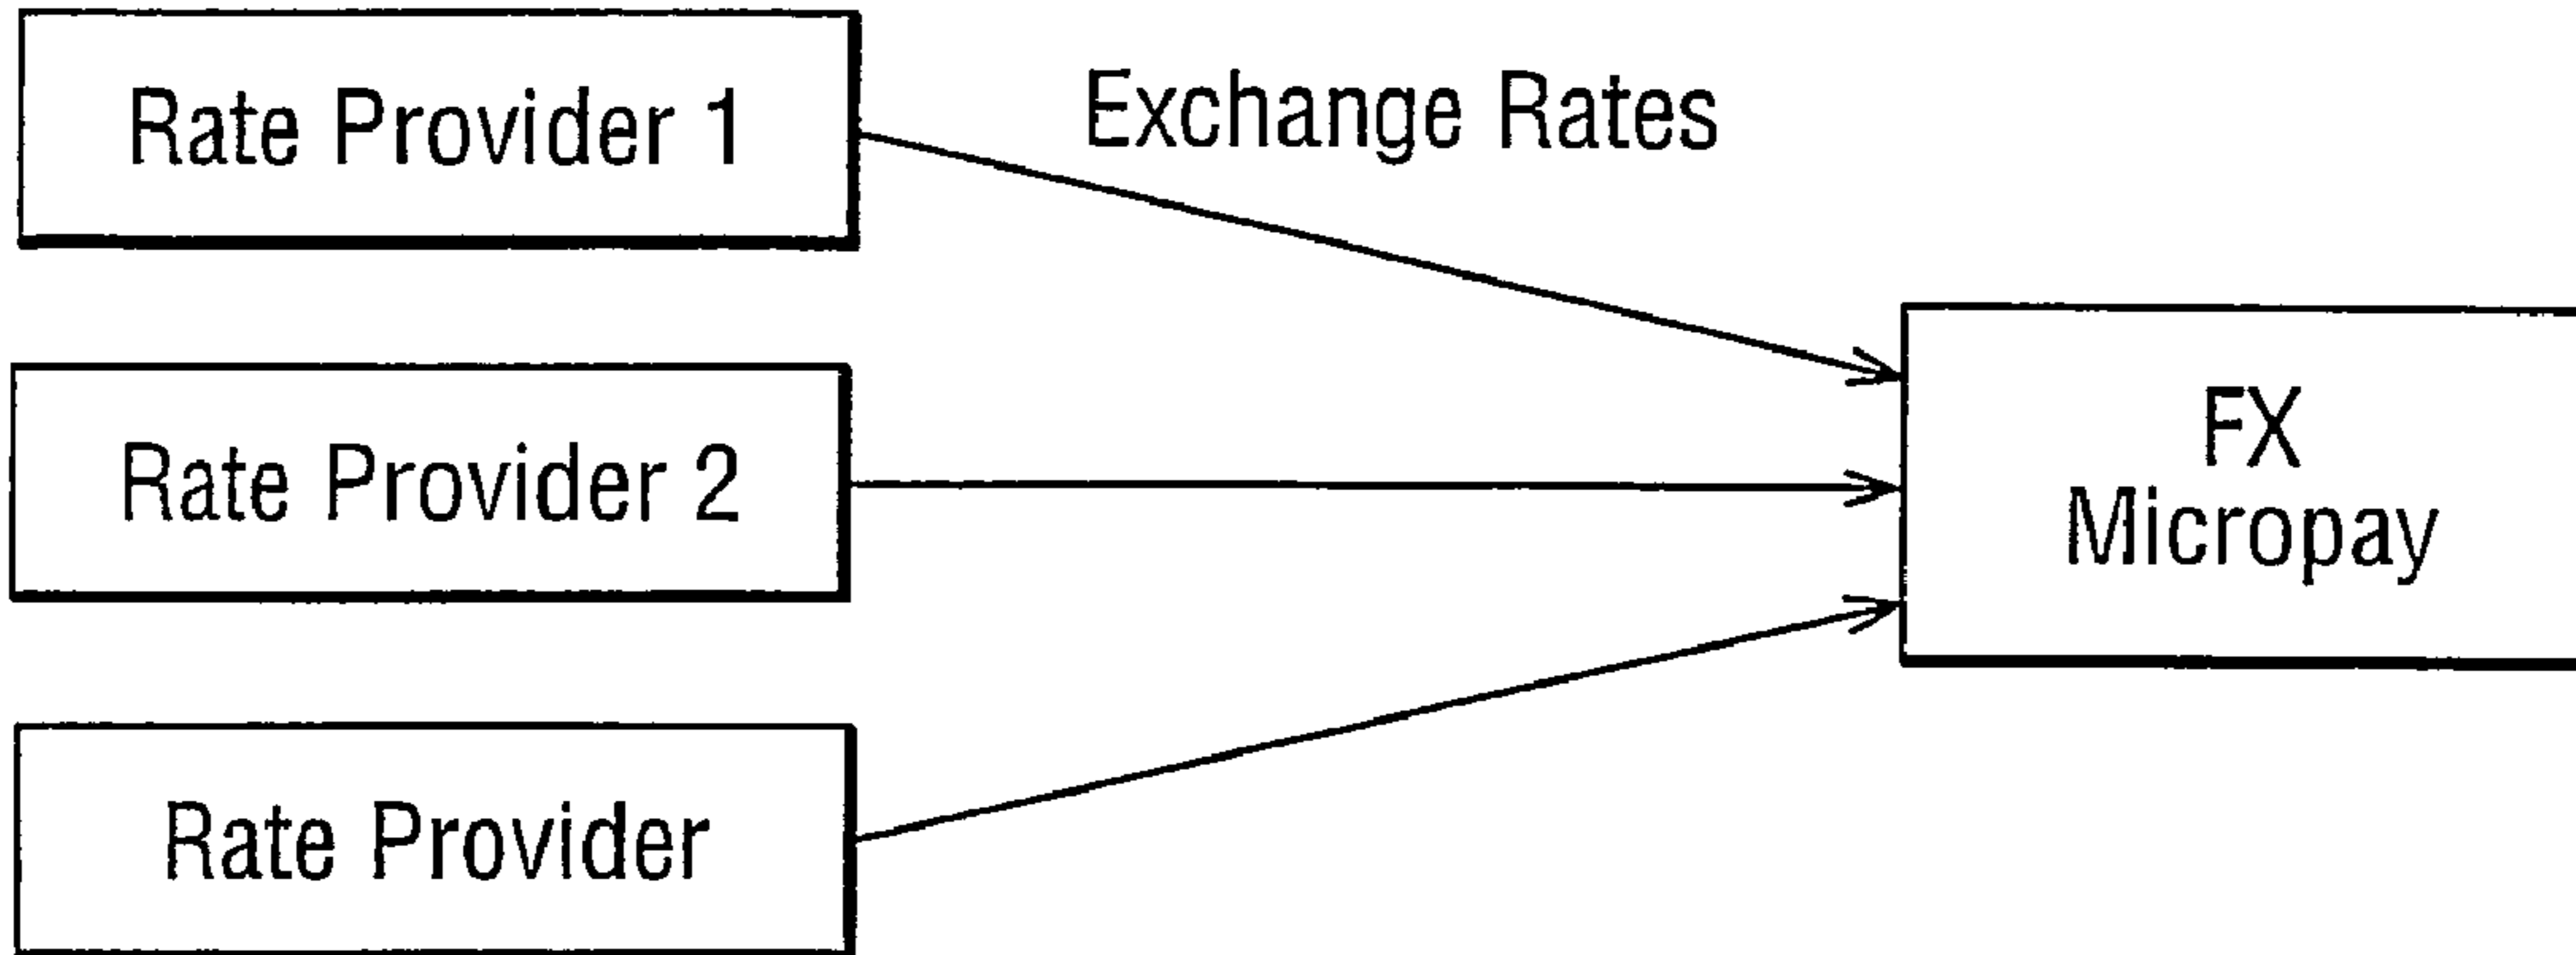 Rate Provider 1
Exchange Rates
Rate Provider 2
FX
Micropay
Rate Provider